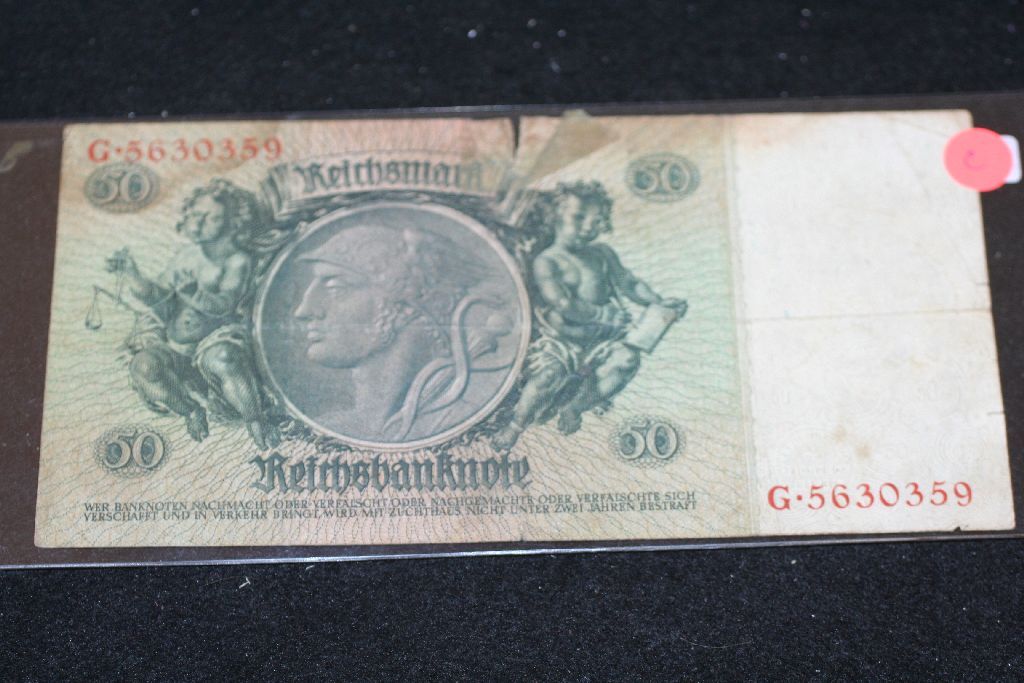 G·5630359
50
Reichsmark
50
50
50
Reichsbanknote
WER BANKNOTEN NACHMACHT ODER VERFÄLSCHT ODER NACHGEMACHTE ODER VERFÄLSCHTE SICH
VERSCHAFFT UND IN VERKEHR BRINGT, WIRD MIT ZUCHTHAUS NICHT UNTER ZWEI JAHREN BESTRAFT
G·5630359